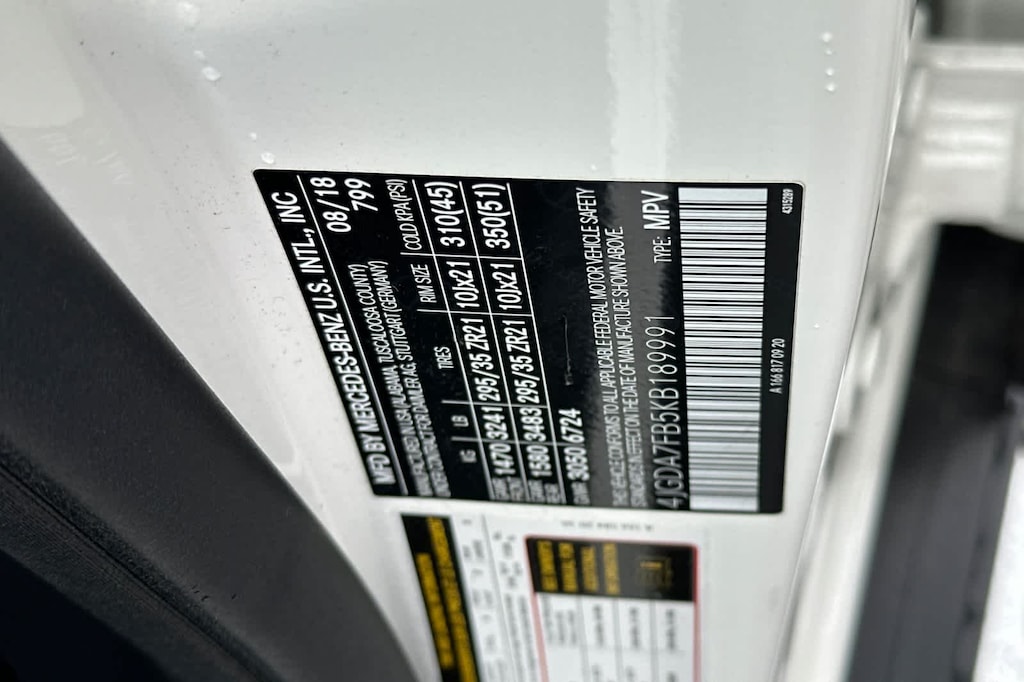 MFD BY MERCEDES-BENZ U.S. INTL., INC
08/18
MANUFACTURED IN USA (ALABAMA, TUSCALOOSA COUNTY) 799
UNDER CONTRACT FOR DAIMLER AG, STUTTGART (GERMANY)
KG LB TIRES RIM SIZE COLD KPA(PSI)
GAWR FRONT 1470 3241 295/35 ZR21 10Jx21 310(45)
GAWR REAR 1580 3483 295/35 ZR21 10Jx21 350(51)
GVWR 3050 6724
THIS VEHICLE CONFORMS TO ALL APPLICABLE FEDERAL MOTOR VEHICLE SAFETY
STANDARDS IN EFFECT ON THE DATE OF MANUFACTURE SHOWN ABOVE.
4JGDA7FB5KB189991 TYPE: MPV
A 166 817 09 20 4315289